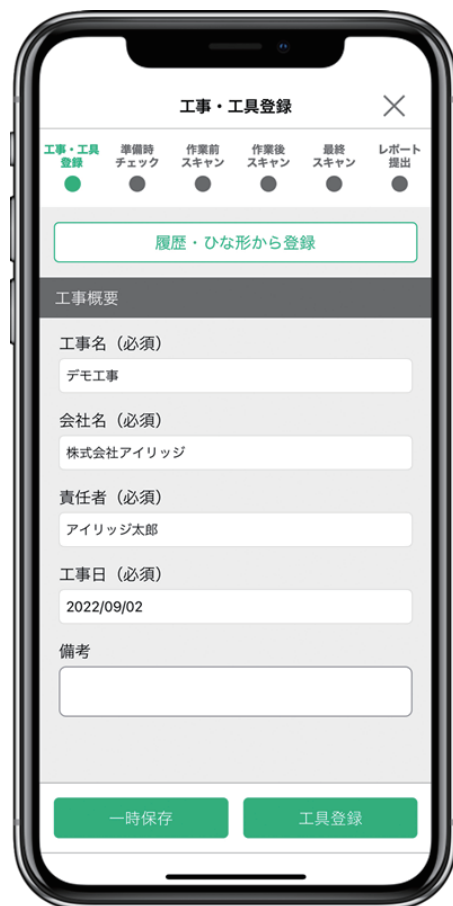 工事・工具登録
工事・工具
登録
準備時
チェック
作業前
スキャン
作業後
スキャン
最終
スキャン
レポート
提出
履歴・ひな形から登録
工事概要
工事名（必須）
デモ工事
会社名（必須）
株式会社アイリッジ
責任者（必須）
アイリッジ太郎
工事日（必須）
2022/09/02
備考
一時保存
工具登録